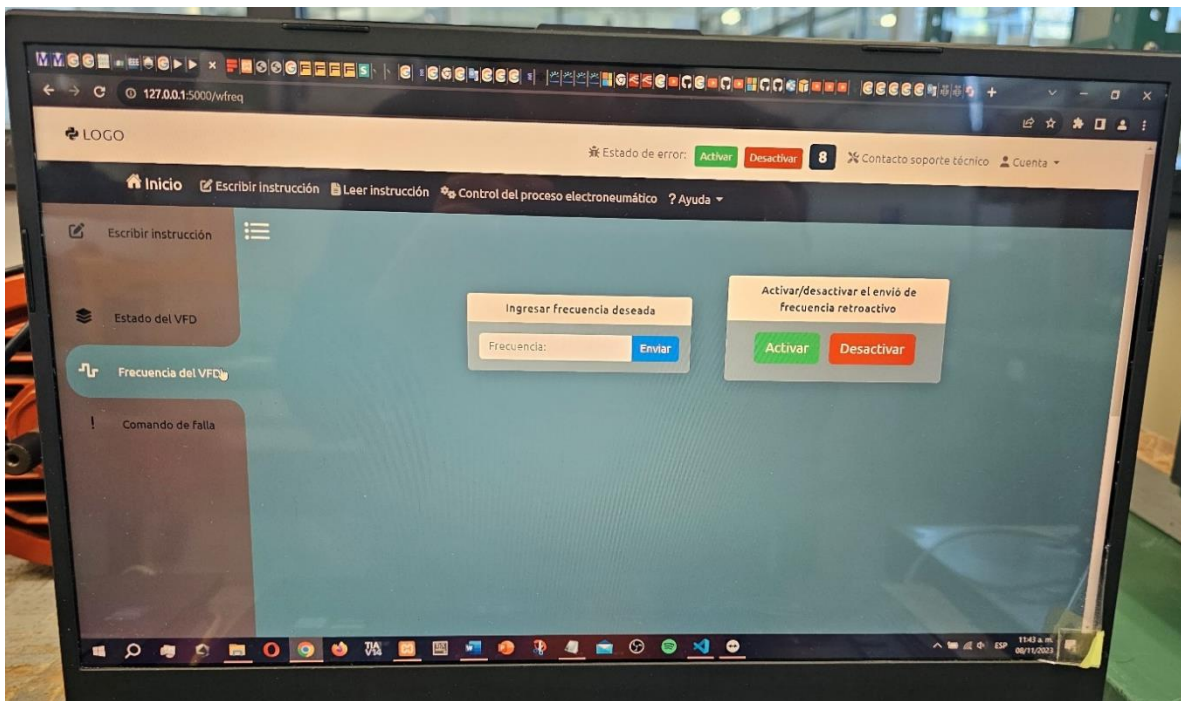 127.0.0.1:5000/wfreq
LOGO
Estado de error: Activar Desactivar 8 Contacto soporte técnico Cuenta
Inicio Escribir instrucción Leer instrucción Control del proceso electroneumático ? Ayuda
Escribir instrucción
Estado del VFD
Frecuencia del VFD
! Comando de falla
Ingresar frecuencia deseada
Frecuencia: Enviar
Activar/desactivar el envió de
frecuencia retroactivo
Activar Desactivar
TIA V14
ESP
11:43 a. m.
08/11/2023